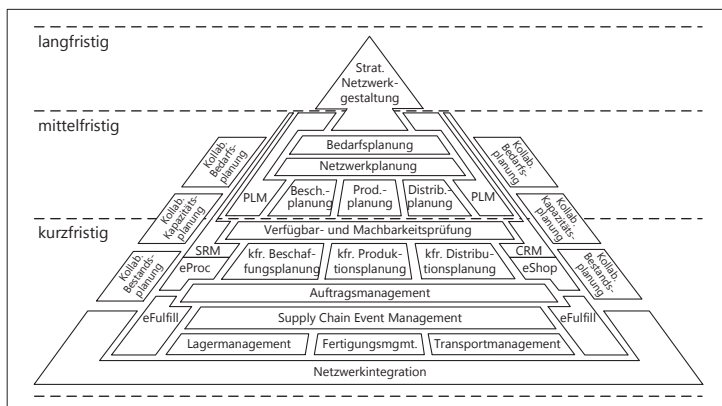 langfristig
Strat.
Netzwerk-
gestaltung
mittelfristig
Kollab.
Bedarfs-
planung
Bedarfsplanung
Kollab.
Bedarfs-
planung
Netzwerkplanung
PLM
Besch.-
planung
Prod.-
planung
Distrib.-
planung
PLM
Kollab.
Kapazitäts-
planung
Kollab.
Kapazitäts-
planung
kurzfristig
Verfügbar- und Machbarkeitsprüfung
SRM
eProc
kfr. Beschaf-
fungsplanung
kfr. Produk-
tionsplanung
kfr. Distribu-
tionsplanung
CRM
eShop
Kollab.
Bestands-
planung
Kollab.
Bestands-
planung
Auftragsmanagement
eFulfill
Supply Chain Event Management
eFulfill
Lagermanagement
Fertigungsmgmt.
Transportmanagement
Netzwerkintegration